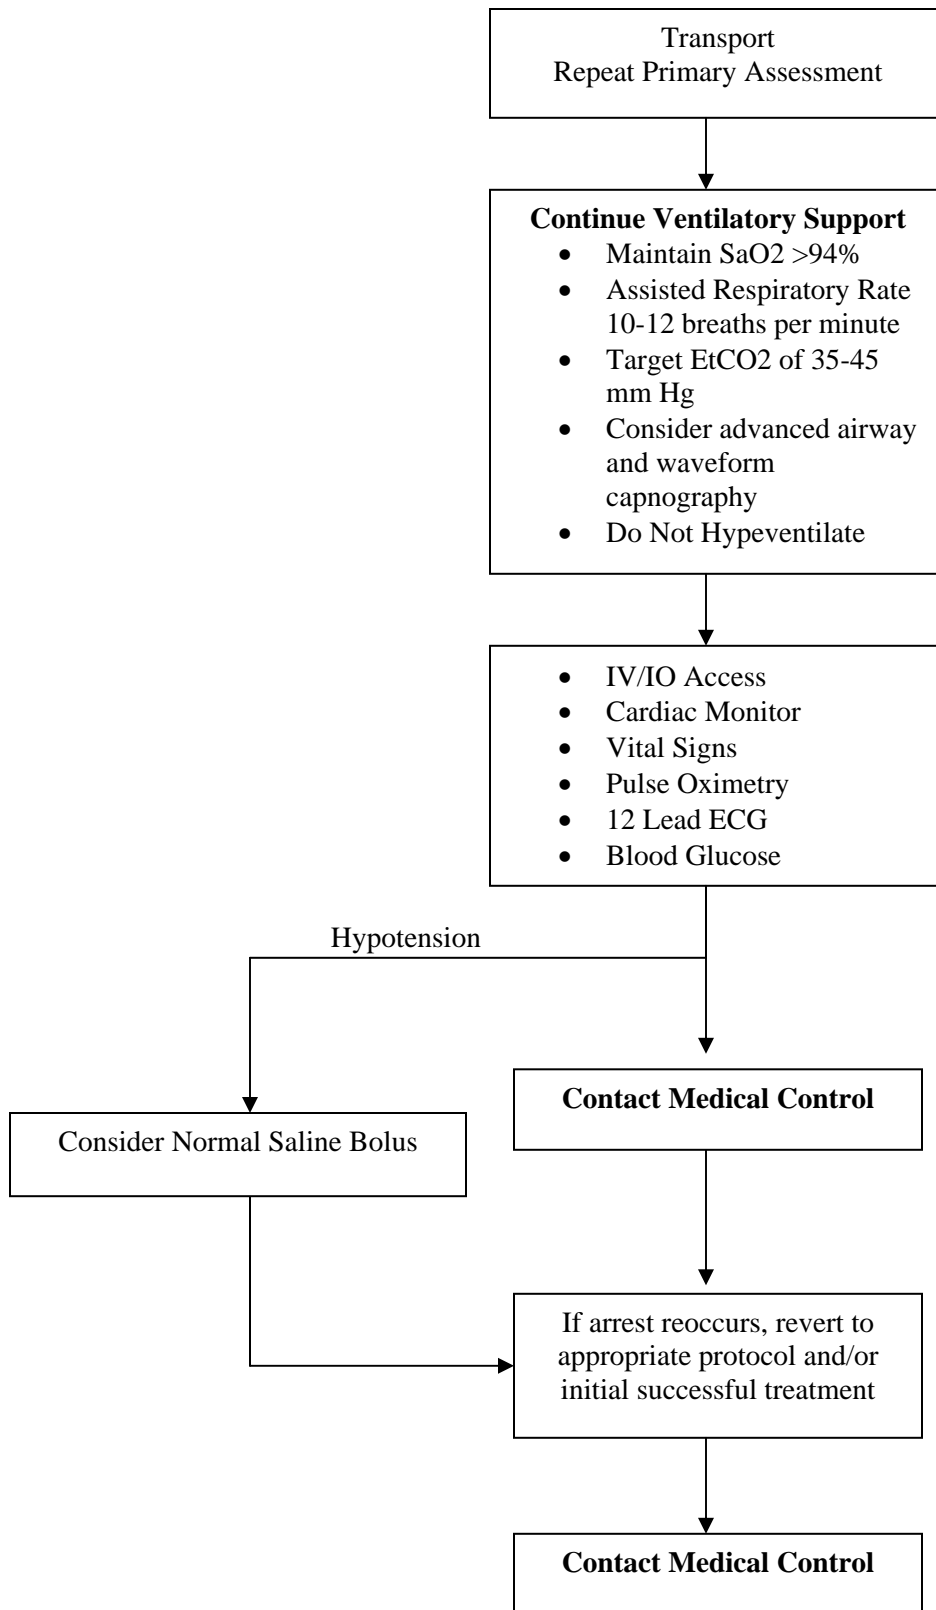 Transport
Repeat Primary Assessment
Continue Ventilatory Support
• Maintain SaO2 >94%
• Assisted Respiratory Rate
10-12 breaths per minute
• Target EtCO2 of 35-45
mm Hg
• Consider advanced airway
and waveform
capnography
• Do Not Hypeventilate
• IV/IO Access
• Cardiac Monitor
• Vital Signs
• Pulse Oximetry
• 12 Lead ECG
• Blood Glucose
Hypotension
Contact Medical Control
Consider Normal Saline Bolus
If arrest reoccurs, revert to
appropriate protocol and/or
initial successful treatment
Contact Medical Control